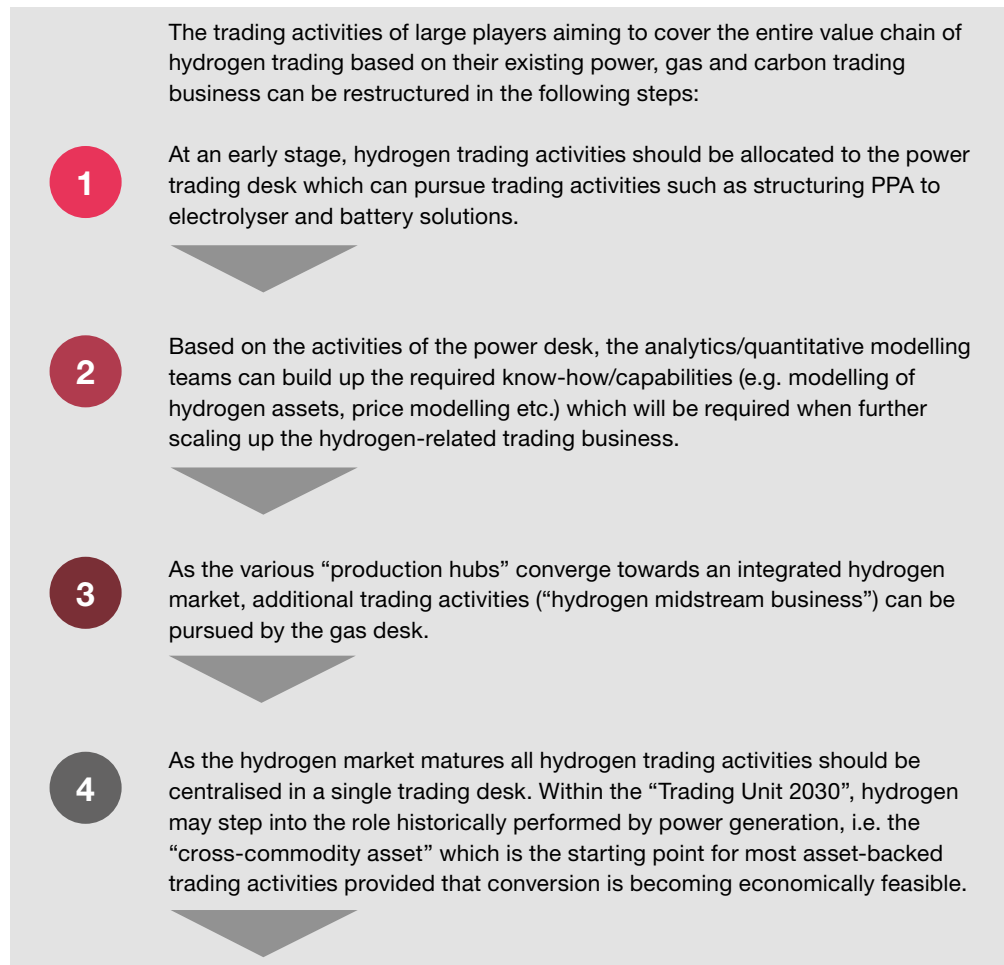 The trading activities of large players aiming to cover the entire value chain of
hydrogen trading based on their existing power, gas and carbon trading
business can be restructured in the following steps:
1
At an early stage, hydrogen trading activities should be allocated to the power
trading desk which can pursue trading activities such as structuring PPA to
electrolyser and battery solutions.
2
Based on the activities of the power desk, the analytics/quantitative modelling
teams can build up the required know-how/capabilities (e.g. modelling of
hydrogen assets, price modelling etc.) which will be required when further
scaling up the hydrogen-related trading business.
3
As the various “production hubs” converge towards an integrated hydrogen
market, additional trading activities (“hydrogen midstream business”) can be
pursued by the gas desk.
4
As the hydrogen market matures all hydrogen trading activities should be
centralised in a single trading desk. Within the “Trading Unit 2030”, hydrogen
may step into the role historically performed by power generation, i.e. the
“cross-commodity asset” which is the starting point for most asset-backed
trading activities provided that conversion is becoming economically feasible.